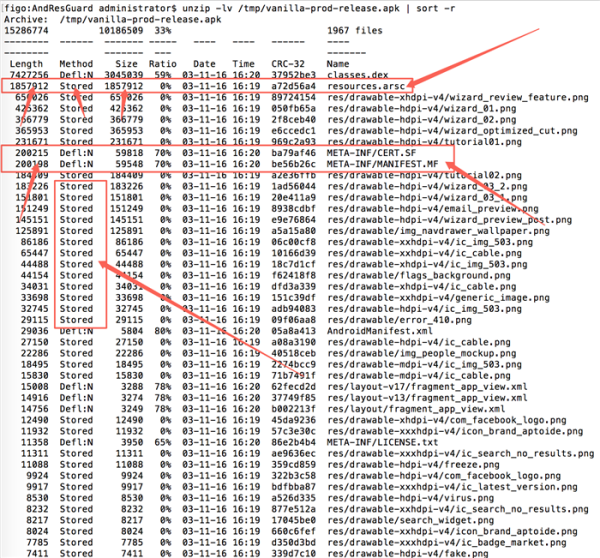 figo:AndResGuard administrator$ unzip -lv /tmp/vanilla-prod-release.apk | sort -r
Archive:  /tmp/vanilla-prod-release.apk
15286774          10186509  33%                            1967 files
--------          -------  ---                            -------
--------  ------  ------- ---- ---------- ----- --------  ----
 Length   Method    Size  Ratio   Date   Time   CRC-32    Name
 7427256  Defl:N  3045039  59%  03-11-16 16:20  37952be3  classes.dex
 1857912  Stored  1857912   0%  03-11-16 16:19  a72d56a4  resources.arsc
 656026  Stored   656026   0%  03-11-16 16:19  89724154  res/drawable-xhdpi-v4/wizard_review_feature.png
 425362  Stored   425362   0%  03-11-16 16:19  050fb65a  res/drawable-hdpi-v4/wizard_01.png
 366779  Stored   366779   0%  03-11-16 16:19  2f8ceb40  res/drawable-hdpi-v4/wizard_02.png
 365953  Stored   365953   0%  03-11-16 16:19  e6ccedc1  res/drawable-xhdpi-v4/wizard_optimized_cut.png
 231671  Stored   231671   0%  03-11-16 16:19  969c2a93  res/drawable-xhdpi-v4/tutorial01.png
 200215  Defl:N    59818  70%  03-11-16 16:20  ba79af46  META-INF/CERT.SF
 200198  Defl:N    59548  70%  03-11-16 16:20  be56b26c  META-INF/MANIFEST.MF
 184409  Stored   184409   0%  03-11-16 16:19  a2e36ffb  res/drawable-xhdpi-v4/tutorial02.png
 183226  Stored   183226   0%  03-11-16 16:19  1ad56044  res/drawable-xhdpi-v4/wizard_03_2.png
 151801  Stored   151801   0%  03-11-16 16:19  20e411a9  res/drawable-xhdpi-v4/wizard_03_1.png
 151249  Stored   151249   0%  03-11-16 16:19  8938cdbf  res/drawable-hdpi-v4/email_preview.png
 145151  Stored   145151   0%  03-11-16 16:19  e9e76864  res/drawable-hdpi-v4/wizard_preview_post.png
 125891  Stored   125891   0%  03-11-16 16:19  a5a15a80  res/drawable/img_navdrawer_wallpaper.png
 86186  Stored    86186   0%  03-11-16 16:19  06c00cf8  res/drawable-xxxhdpi-v4/ic_img_503.png
 65447  Stored    65447   0%  03-11-16 16:19  10166d39  res/drawable-xxhdpi-v4/ic_cable.png
 44488  Stored    44488   0%  03-11-16 16:19  18c7d1cf  res/drawable-xhdpi-v4/ic_img_503.png
 44154  Stored    44154   0%  03-11-16 16:19  f62418f8  res/drawable/flags_background.png
 34031  Stored    34031   0%  03-11-16 16:19  dfd3a339  res/drawable-xhdpi-v4/ic_cable.png
 33698  Stored    33698   0%  03-11-16 16:19  151c39df  res/drawable-xxhdpi-v4/generic_image.png
 32745  Stored    32745   0%  03-11-16 16:19  adb94083  res/drawable-hdpi-v4/ic_img_503.png
 29115  Stored    29115   0%  03-11-16 16:19  09f06aa8  res/drawable/error_410.png
 29036  Defl:N     5804  80%  03-11-16 16:20  05a8a413  AndroidManifest.xml
 27150  Stored    27150   0%  03-11-16 16:19  a08a3190  res/drawable-hdpi-v4/ic_cable.png
 22286  Stored    22286   0%  03-11-16 16:19  40518ceb  res/drawable/img_people_mockup.png
 18495  Stored    18495   0%  03-11-16 16:19  2274bcc9  res/drawable-mdpi-v4/ic_img_503.png
 15830  Stored    15830   0%  03-11-16 16:19  71b7491f  res/drawable-mdpi-v4/ic_cable.png
 15008  Defl:N     3288  78%  03-11-16 16:20  62fecd2d  res/layout-v17/fragment_app_view.xml
 14916  Defl:N     3274  78%  03-11-16 16:20  37749f85  res/layout-v13/fragment_app_view.xml
 14756  Defl:N     3249  78%  03-11-16 16:20  b002213f  res/layout/fragment_app_view.xml
 12490  Stored    12490   0%  03-11-16 16:19  45da9236  res/drawable-xhdpi-v4/com_facebook_logo.png
 11932  Stored    11932   0%  03-11-16 16:19  57c3e30c  res/drawable-xxxhdpi-v4/icon_brand_aptoide.png
 11358  Defl:N     3950  65%  03-11-16 16:20  86e2b4b4  META-INF/LICENSE.txt
 11311  Stored    11311   0%  03-11-16 16:19  ae9636ec  res/drawable-xxxhdpi-v4/ic_search_no_results.png
 11088  Stored    11088   0%  03-11-16 16:19  359cd859  res/drawable-hdpi-v4/freeze.png
 9924  Stored     9924   0%  03-11-16 16:19  322b3c58  res/drawable-hdpi-v4/com_facebook_logo.png
 9917  Stored     9917   0%  03-11-16 16:19  bdfbba87  res/drawable-xxxhdpi-v4/ic_latest_version.png
 8530  Stored     8530   0%  03-11-16 16:19  a526d335  res/drawable-hdpi-v4/virus.png
 8232  Stored     8232   0%  03-11-16 16:19  877e512a  res/drawable-xxhdpi-v4/ic_search_no_results.png
 8217  Stored     8217   0%  03-11-16 16:19  17045be0  res/drawable/search_widget.png
 8024  Stored     8024   0%  03-11-16 16:19  660c6fef  res/drawable-xxhdpi-v4/icon_brand_aptoide.png
 7785  Stored     7785   0%  03-11-16 16:19  d350d3bd  res/drawable-xxxhdpi-v4/ic_badge_market.png
 7411  Stored     7411   0%  03-11-16 16:19  339d7c10  res/drawable-hdpi-v4/fake.png